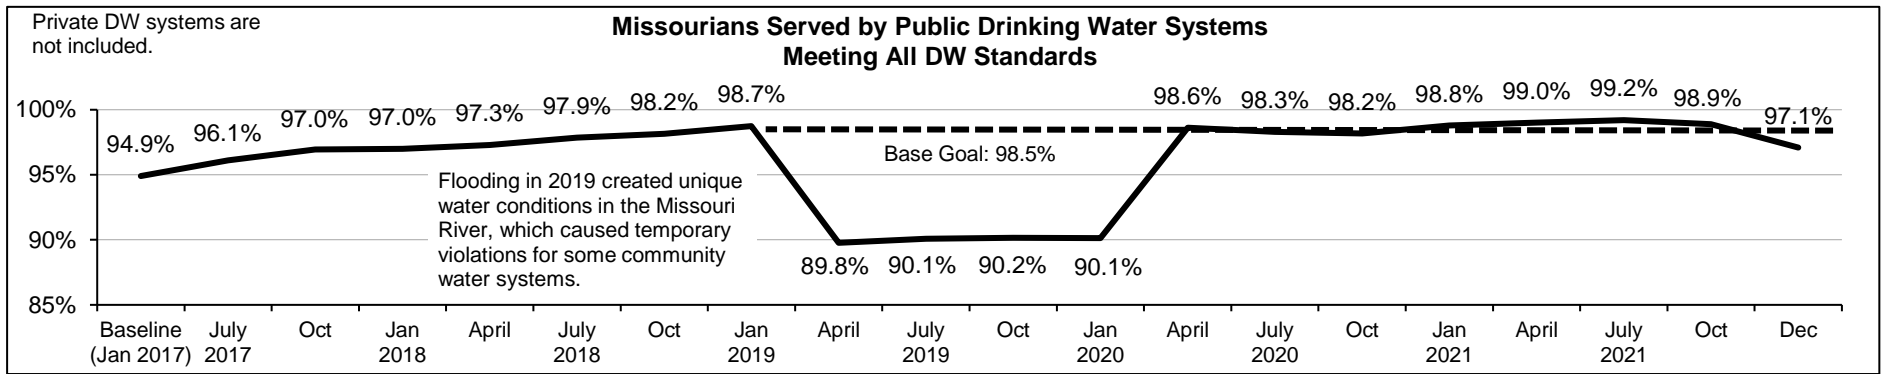 Private DW systems are
not included.
Missourians Served by Public Drinking Water Systems
Meeting All DW Standards
100%
95%
90%
85%
94.9%
96.1%
97.0%
97.0%
97.3%
97.9%
98.2%
98.7%
89.8%
90.1%
90.2%
90.1%
98.6%
98.3%
98.2%
98.8%
99.0%
99.2%
98.9%
97.1%
Base Goal: 98.5%
Flooding in 2019 created unique
water conditions in the Missouri
River, which caused temporary
violations for some community
water systems.
Baseline
(Jan 2017)
July
2017
Oct
Jan
2018
April
July
2018
Oct
Jan
2019
April
July
2019
Oct
Jan
2020
April
July
2020
Oct
Jan
2021
April
July
2021
Oct
Dec